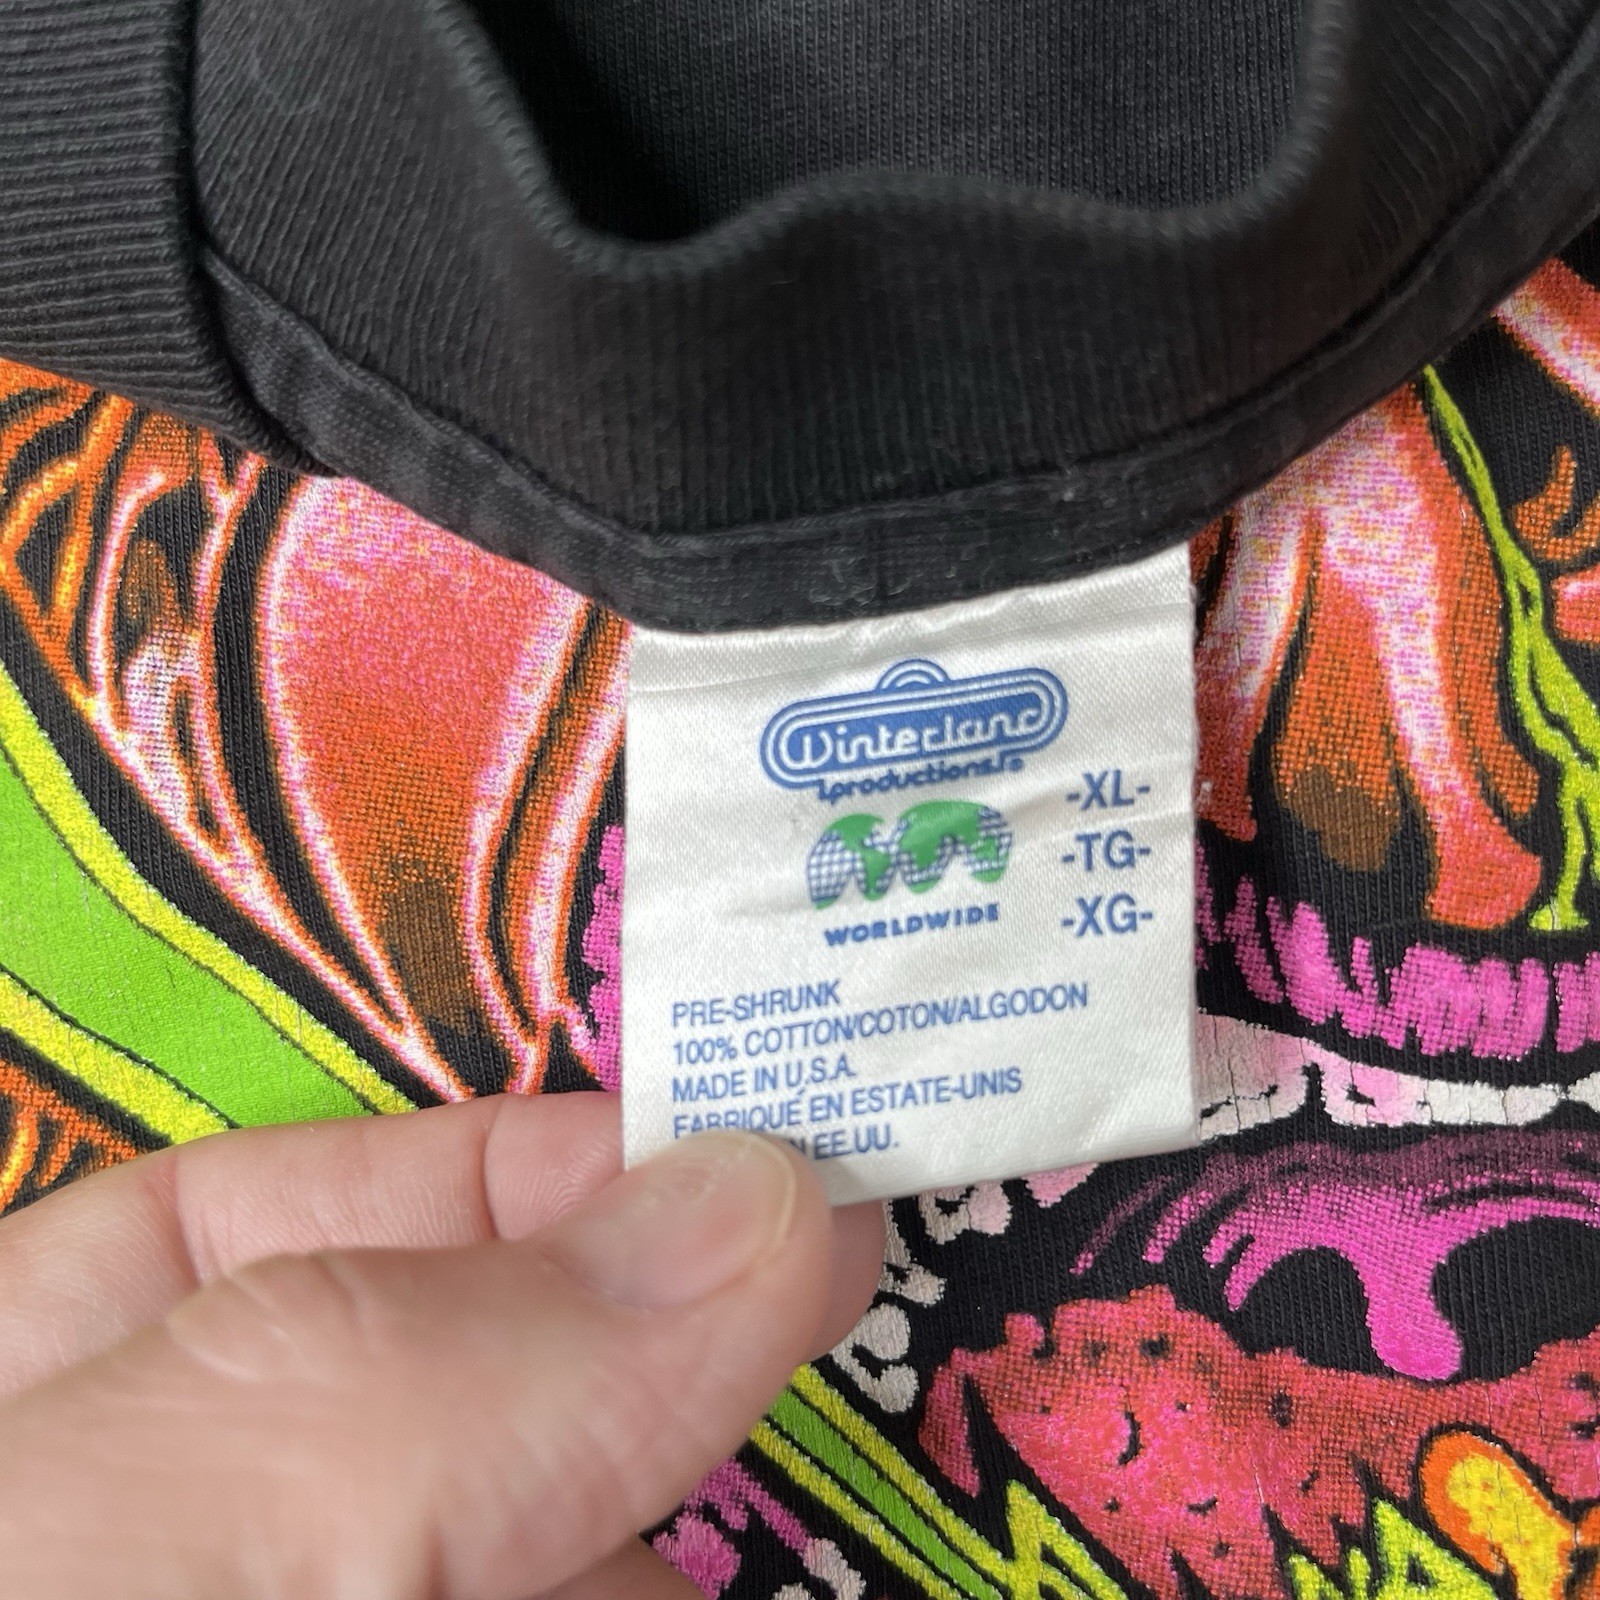 Winterland
productions®
-XL-
-TG-
-XG-
WORLDWIDE
PRE-SHRUNK
100% COTTON/COTON/ALGODON
MADE IN U.S.A.
FABRIQUÉ EN ESTATE-UNIS
EE.UU.